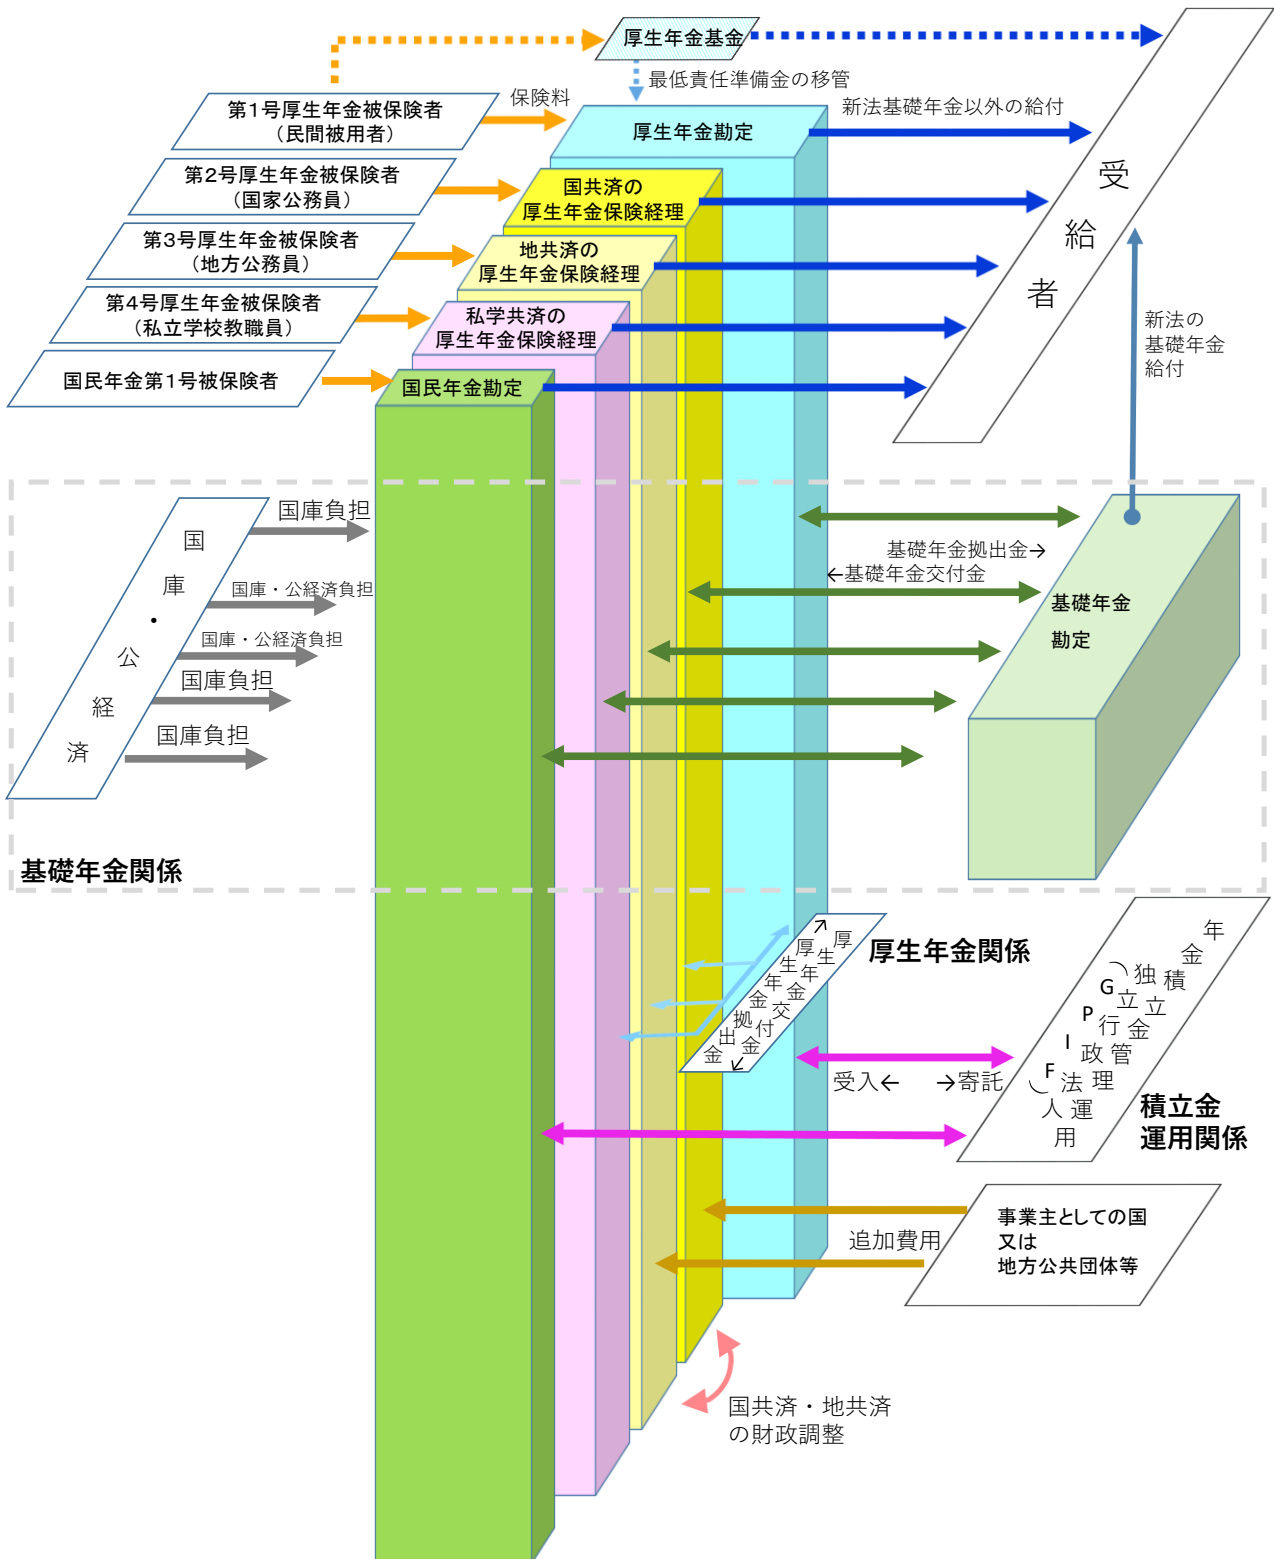 厚生年金基金
最低責任準備金の移管
保険料
新法基礎年金以外の給付
第1号厚生年金被保険者
(民間被用者)
厚生年金勘定
第2号厚生年金被保険者
(国家公務員)
国共済の
厚生年金保険経理
第3号厚生年金被保険者
(地方公務員)
地共済の
厚生年金保険経理
第4号厚生年金被保険者
(私立学校教職員)
私学共済の
厚生年金保険経理
国民年金第1号被保険者
国民年金勘定
受給者
新法の
基礎年金
給付
国庫・公経済
国庫負担
国庫・公経済負担
国庫・公経済負担
国庫負担
国庫負担
基礎年金拠出金→
←基礎年金交付金
基礎年金
勘定
基礎年金関係
厚生年金交付金
厚生年金拠出金
厚生年金関係
年金積立金管理運用
独立行政法人
(GPIF)
受入← →寄託
積立金
運用関係
追加費用
事業主としての国
又は
地方公共団体等
国共済・地共済
の財政調整